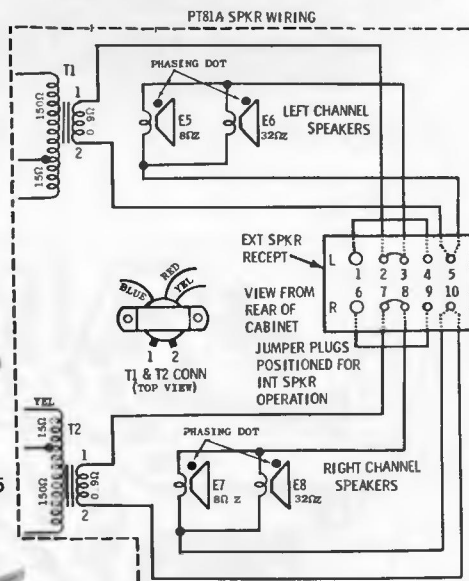 PT81A SPKR WIRING
T1
150Ω
15Ω
1
0.9Ω
2
PHASING DOT
E5
8ΩZ
E6
32ΩZ
LEFT CHANNEL
SPEAKERS
EXT SPKR
RECEPT
L
1 2 3 4 5
6 7 8 9 10
R
VIEW FROM
REAR OF
CABINET
JUMPER PLUGS
POSITIONED FOR
INT SPKR
OPERATION
BLUE
RED
YEL
1 2
T1 & T2 CONN
(TOP VIEW)
YEL
15Ω
T2
150Ω
1
0.9Ω
2
PHASING DOT
E7
8Ω Z
E8
32ΩZ
RIGHT CHANNEL
SPEAKERS